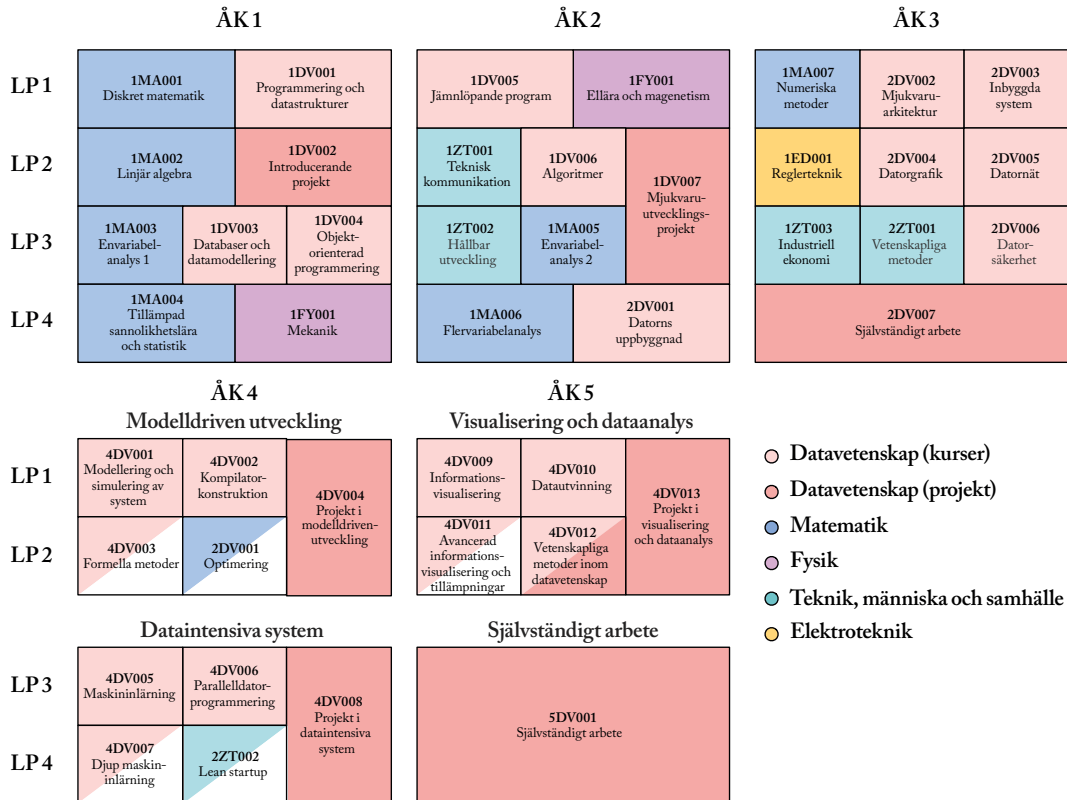 ÅK 1
ÅK 2
ÅK 3
LP 1
1MA001
Diskret matematik
1DV001
Programmering och
datastrukturer
1DV005
Jämnlöpande program
1FY001
Ellära och magenetism
1MA007
Numeriska
metoder
2DV002
Mjukvaru-
arkitektur
2DV003
Inbyggda
system
LP 2
1MA002
Linjär algebra
1DV002
Introducerande
projekt
1ZT001
Teknisk
kommunikation
1DV006
Algoritmer
1DV007
Mjukvaru-
utvecklings-
projekt
1ED001
Reglerteknik
2DV004
Datorgrafik
2DV005
Datornät
LP 3
1MA003
Envariabel-
analys 1
1DV003
Databaser och
datamodellering
1DV004
Objekt-
orienterad
programmering
1ZT002
Hållbar
utveckling
1MA005
Envariabel-
analys 2
1ZT003
Industriell
ekonomi
2ZT001
Vetenskapliga
metoder
2DV006
Dator-
säkerhet
LP 4
1MA004
Tillämpad
sannolikhetslära
och statistik
1FY001
Mekanik
1MA006
Flervariabelanalys
2DV001
Datorns
uppbyggnad
2DV007
Självständigt arbete
ÅK 4
Modelldriven utveckling
ÅK 5
Visualisering och dataanalys
LP 1
4DV001
Modellering och
simulering av
system
4DV002
Kompilator-
konstruktion
4DV004
Projekt i
modelldriven-
utveckling
4DV009
Informations-
visualisering
4DV010
Datautvinning
4DV013
Projekt i
visualisering
och dataanalys
LP 2
4DV003
Formella metoder
2DV001
Optimering
4DV011
Avancerad
informations-
visualisering och
tillämpningar
4DV012
Vetenskapliga
metoder inom
datavetenskap
Datavetenskap (kurser)
Datavetenskap (projekt)
Matematik
Fysik
Teknik, människa och samhälle
Elektroteknik
Dataintensiva system
Självständigt arbete
LP 3
4DV005
Maskininlärning
4DV006
Parallelldator-
programmering
4DV008
Projekt i
dataintensiva
system
5DV001
Självständigt arbete
LP 4
4DV007
Djup maskin-
inlärning
2ZT002
Lean startup